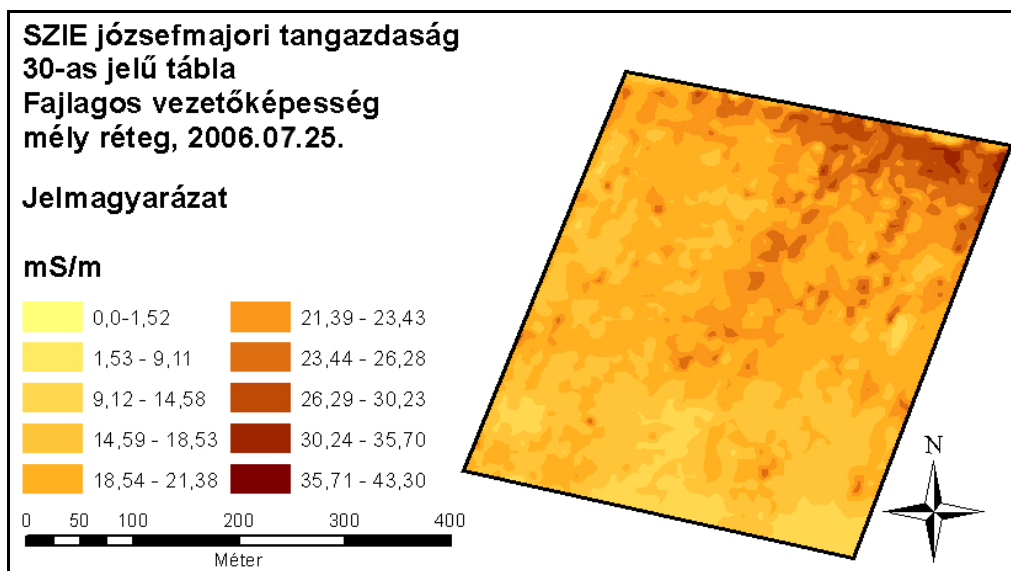 SZIE józsefmajori tangazdaság
30-as jelű tábla
Fajlagos vezetőképesség
mély réteg, 2006.07.25.
Jelmagyarázat
mS/m
0,0-1,52
1,53 - 9,11
9,12 - 14,58
14,59 - 18,53
18,54 - 21,38
21,39 - 23,43
23,44 - 26,28
26,29 - 30,23
30,24 - 35,70
35,71 - 43,30
0 50 100 200 300 400
Méter
N